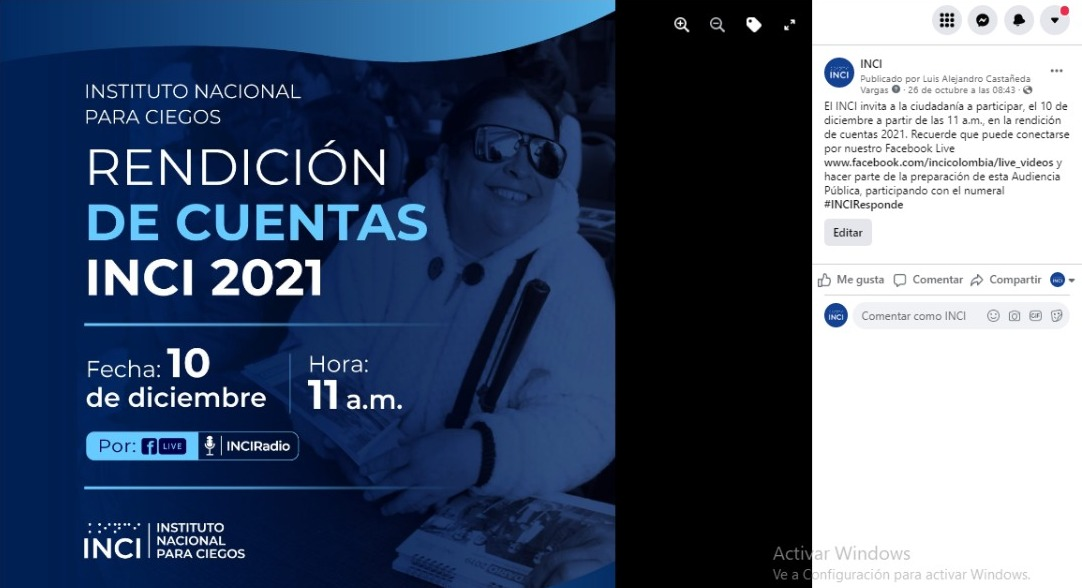 INSTITUTO NACIONAL
PARA CIEGOS
RENDICIÓN
DE CUENTAS
INCI 2021
Fecha: 10
de diciembre
Hora:
11 a.m.
Por: f LIVE INCIRadio
INCI INSTITUTO
NACIONAL
PARA CIEGOS
INCI
INCI
Publicado por Luis Alejandro Castañeda
Vargas · 26 de octubre a las 08:43 ·
El INCI invita a la ciudadanía a participar, el 10 de
diciembre a partir de las 11 a.m., en la rendición
de cuentas 2021. Recuerde que puede conectarse
por nuestro Facebook Live
www.facebook.com/incicolombia/live_videos y
hacer parte de la preparación de esta Audiencia
Pública, participando con el numeral
#INCIResponde
Editar
Me gusta Comentar Compartir INCI
INCI Comentar como INCI GIF
Activar Windows
Ve a Configuración para activar Windows.